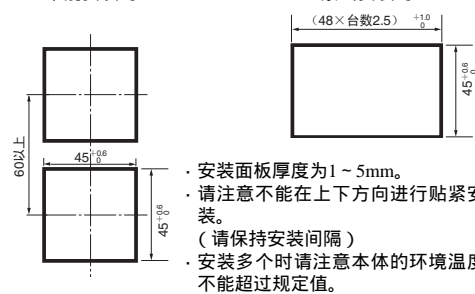 （48×台数2.5） +1.0 0
45 +0.6 0
60以上
45 +0.6 0
45 +0.6 0
· 安装面板厚度为1 ~ 5mm。
· 请注意不能在上下方向进行贴紧安
装。
( 请保持安装间隔 )
· 安装多个时请注意本体的环境温度
不能超过规定值。